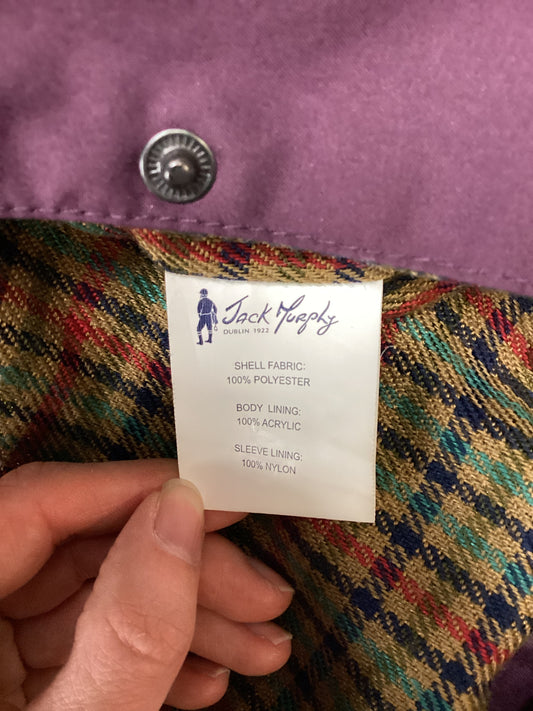 Jack Murphy
DUBLIN 1922
SHELL FABRIC:
100% POLYESTER
BODY LINING:
100% ACRYLIC
SLEEVE LINING:
100% NYLON